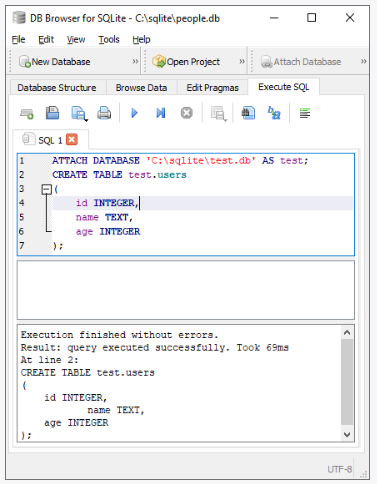 DB Browser for SQLite - C:\sqlite\people.db
File Edit View Tools Help
New Database » Open Project » Attach Database »
Database Structure Browse Data Edit Pragmas Execute SQL
SQL 1
1 ATTACH DATABASE 'C:\sqlite\test.db' AS test;
2 CREATE TABLE test.users
3 (
4 id INTEGER,
5 name TEXT,
6 age INTEGER
7 );
Execution finished without errors.
Result: query executed successfully. Took 69ms
At line 2:
CREATE TABLE test.users
(
id INTEGER,
name TEXT,
age INTEGER
);
UTF-8